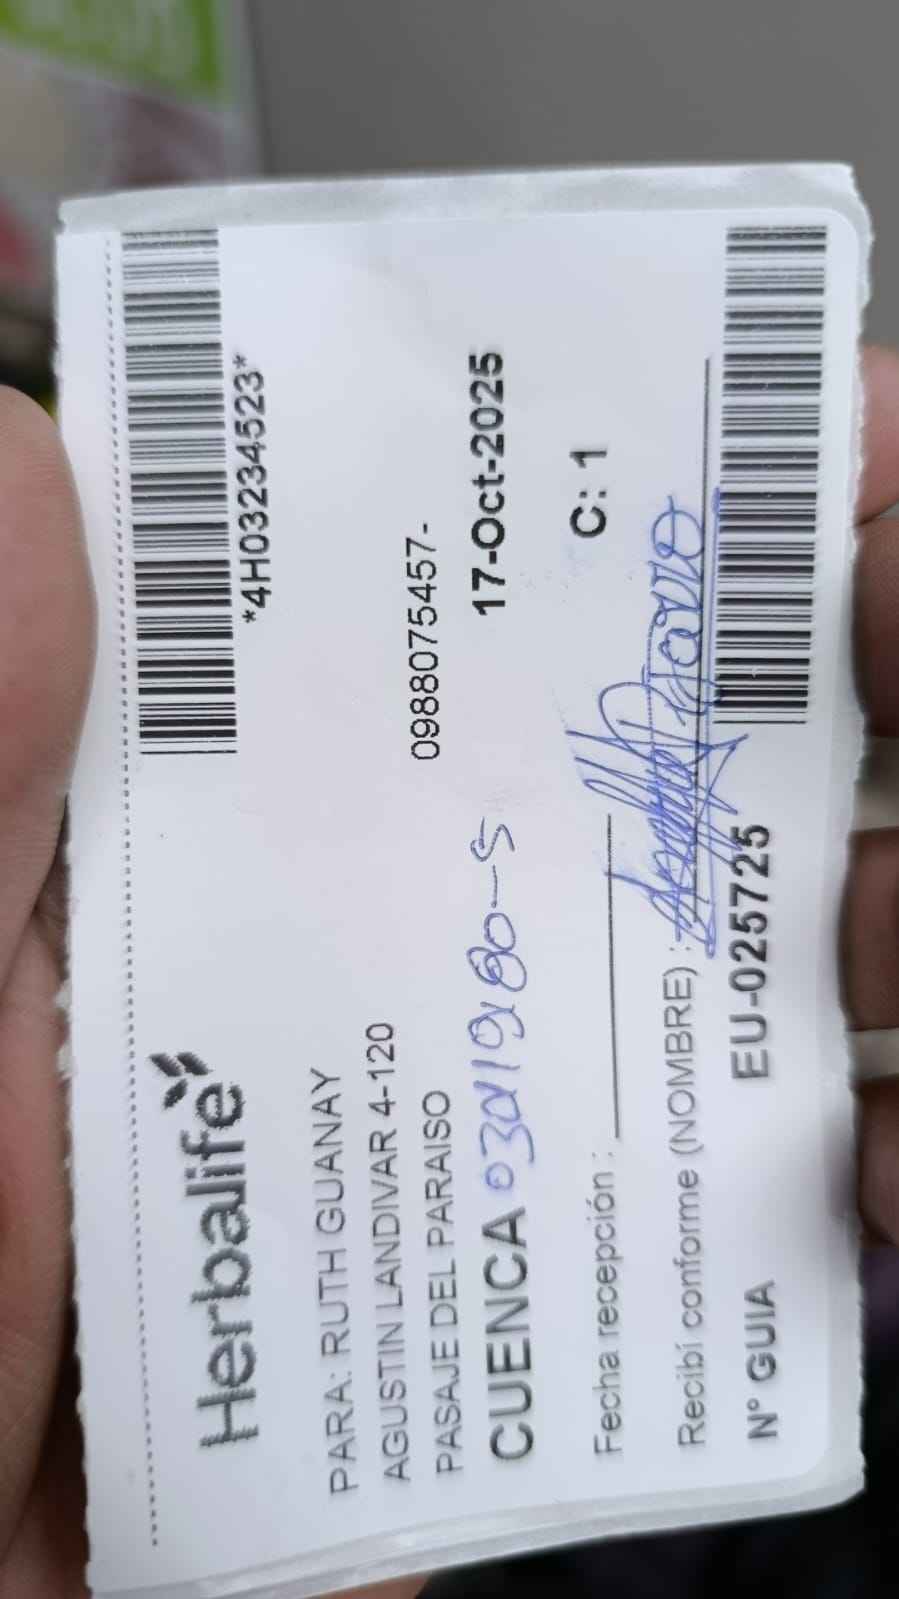 *4H03234523*
Herbalife
PARA: RUTH GUANAY
AGUSTIN LANDIVAR 4-120
PASAJE DEL PARAISO 0988075457-
CUENCA 17-Oct-2025
C: 1
Fecha recepción :
Recibí conforme (NOMBRE) :
N° GUIA EU-025725